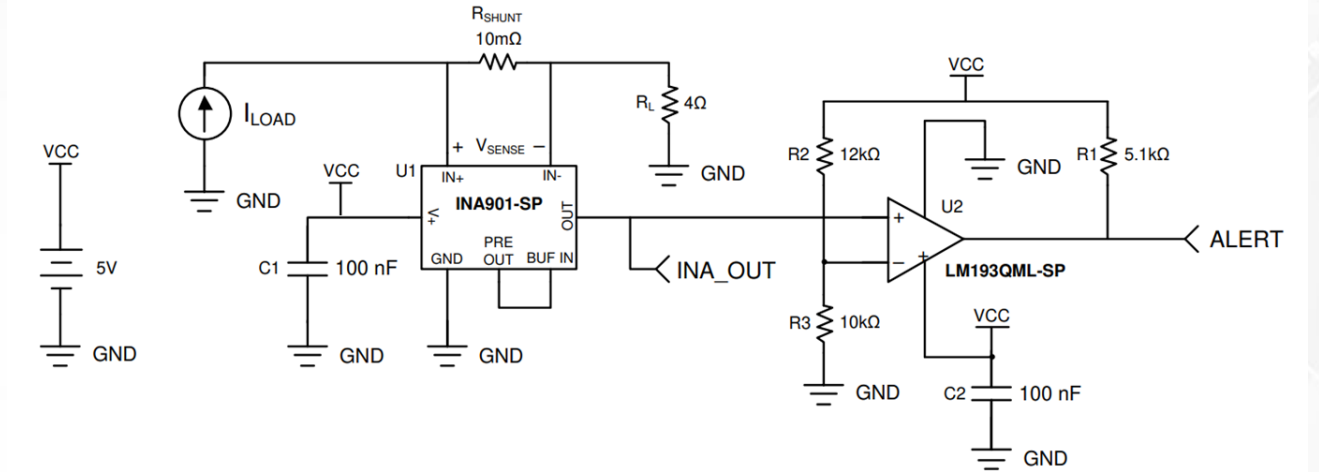 RSHUNT
10mΩ
ILOAD
GND
RL
4Ω
GND
VCC
5V
GND
VCC
C1
100 nF
GND
U1
+ VSENSE −
IN+
IN-
INA901-SP
V+
OUT
GND
PRE
OUT
BUF IN
GND
INA_OUT
VCC
R2
12kΩ
R1
5.1kΩ
GND
U2
+
−
+
LM193QML-SP
ALERT
R3
10kΩ
GND
VCC
C2
100 nF
GND